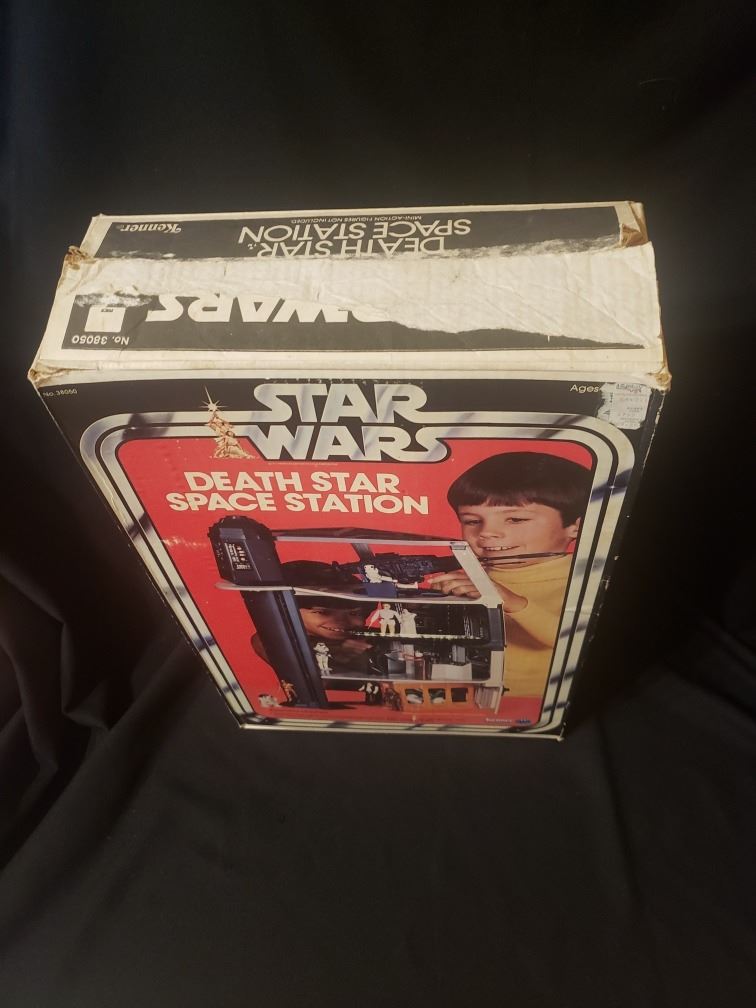 Kenner
DEATH STAR
SPACE STATION
MINI-ACTION FIGURES NOT INCLUDED.
WARS
No. 38050
No. 38050
Ages
STAR
WARS
DEATH STAR
SPACE STATION
Kenner